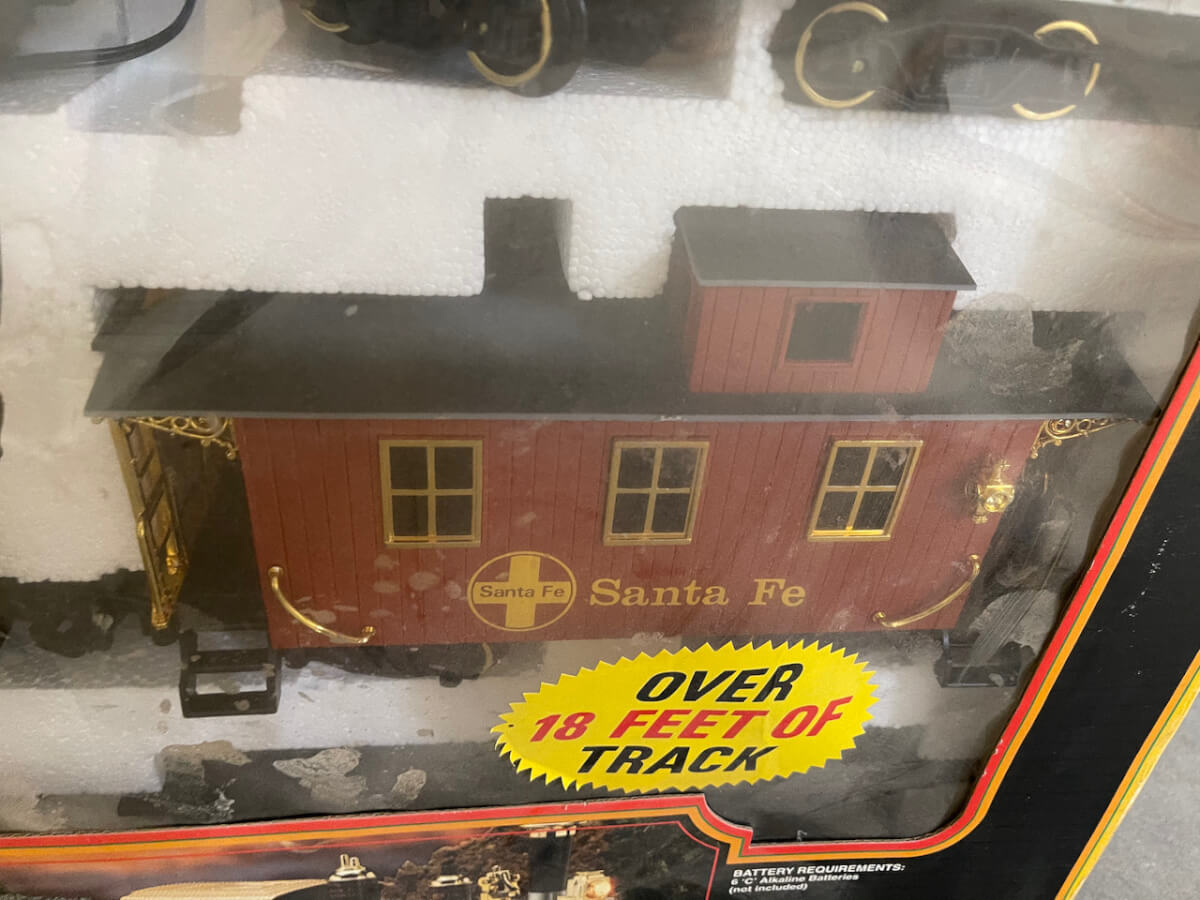 Santa Fe
Santa Fe
OVER
18 FEET OF
TRACK
BATTERY REQUIREMENTS:
6 'C' Alkaline Batteries
(not included)